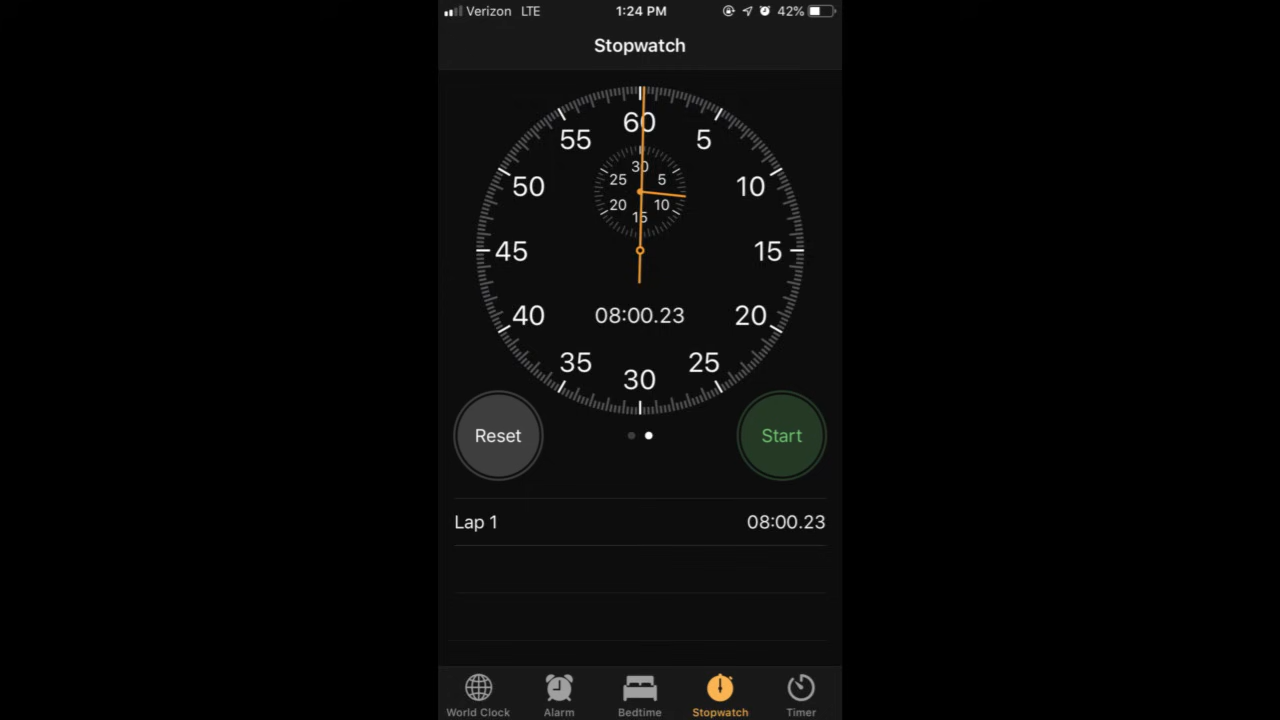 Verizon LTE 1:24 PM 42%
Stopwatch
60
55 5
50 10
45 15
40 20
35 25
30
30
25 5
20 10
15
08:00.23
Reset Start
Lap 1 08:00.23
World Clock Alarm Bedtime Stopwatch Timer